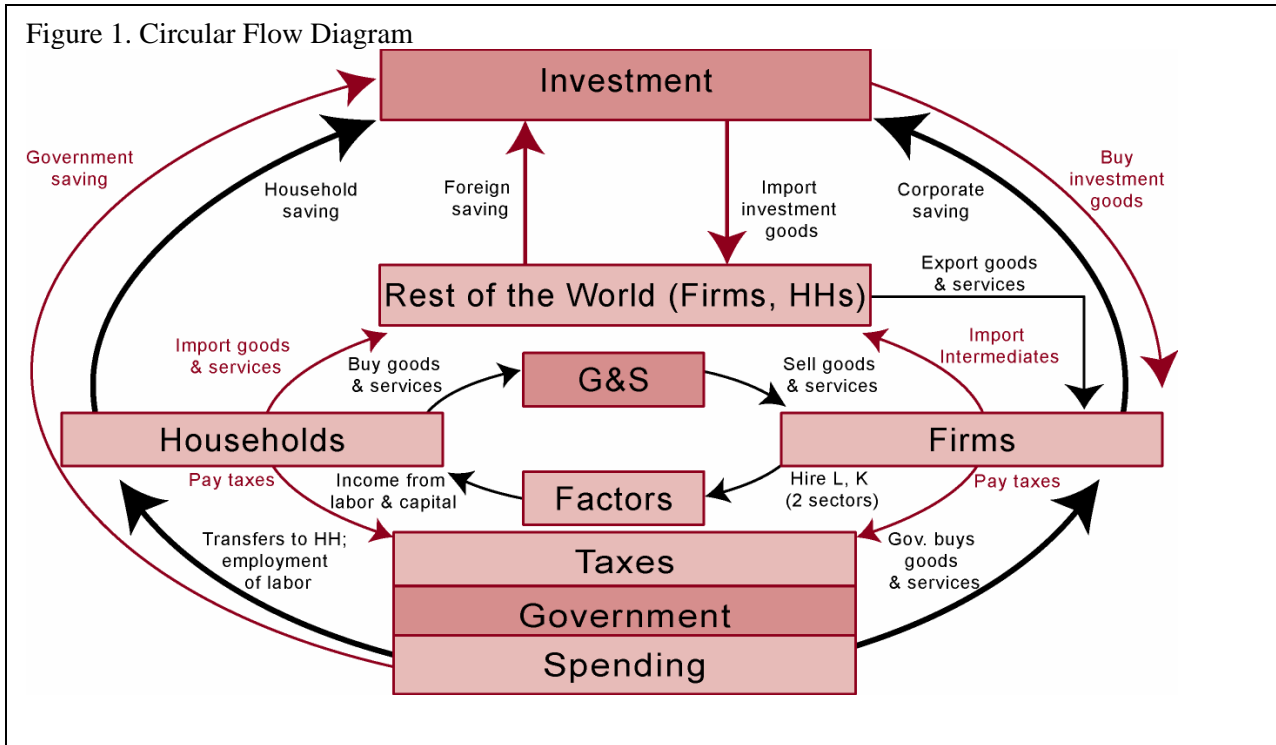 Figure 1. Circular Flow Diagram
Investment
Government
saving
Household
saving
Foreign
saving
Import
investment
goods
Corporate
saving
Buy
investment
goods
Rest of the World (Firms, HHs)
Export goods
& services
Import goods
& services
Buy goods
& services
G&S
Sell goods
& services
Import
Intermediates
Households
Firms
Pay taxes
Income from
labor & capital
Factors
Hire L, K
(2 sectors)
Pay taxes
Transfers to HH;
employment
of labor
Taxes
Gov. buys
goods
& services
Government
Spending